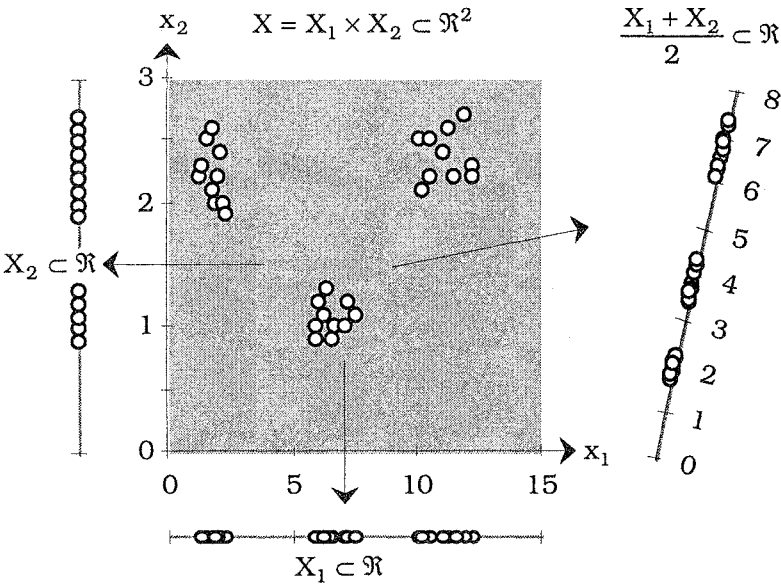 x₂
X = X₁ × X₂ ⊂ ℜ²
X₁ + X₂
2
⊂ ℜ
3
2
1
0
X₂ ⊂ ℜ
0
5
10
15
x₁
X₁ ⊂ ℜ
8
7
6
5
4
3
2
1
0